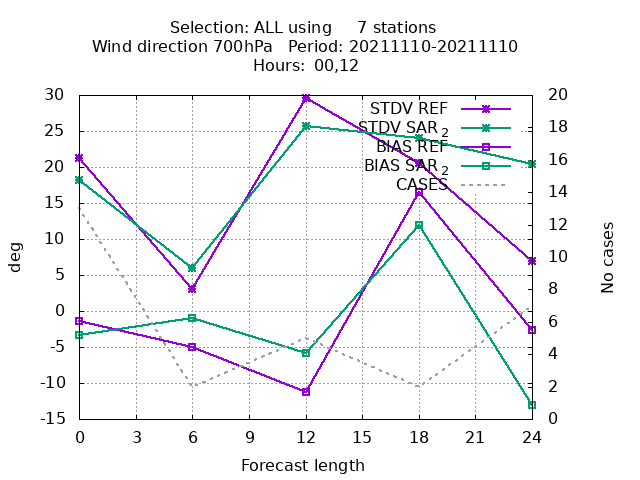 Selection: ALL using 7 stations
Wind direction 700hPa Period: 20211110-20211110
Hours: 00,12
30
25
20
15
10
5
0
-5
-10
-15
deg
20
18
16
14
12
10
8
6
4
2
0
No cases
STDV REF
STDV SAR 2
BIAS REF
BIAS SAR 2
CASES
0 3 6 9 12 15 18 21 24
Forecast length